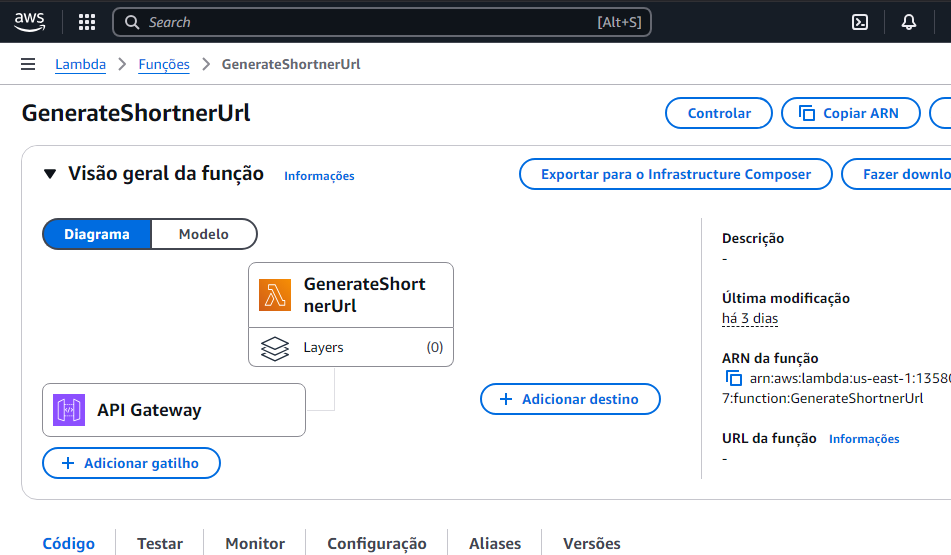 aws
Search [Alt+S]
Lambda > Funções > GenerateShortnerUrl
GenerateShortnerUrl
Controlar
Copiar ARN
Visão geral da função Informações
Exportar para o Infrastructure Composer
Fazer downlo
Diagrama
Modelo
GenerateShort
nerUrl
Layers (0)
API Gateway
+ Adicionar gatilho
+ Adicionar destino
Descrição
-
Última modificação
há 3 dias
ARN da função
arn:aws:lambda:us-east-1:13580
7:function:GenerateShortnerUrl
URL da função Informações
-
Código
Testar
Monitor
Configuração
Aliases
Versões